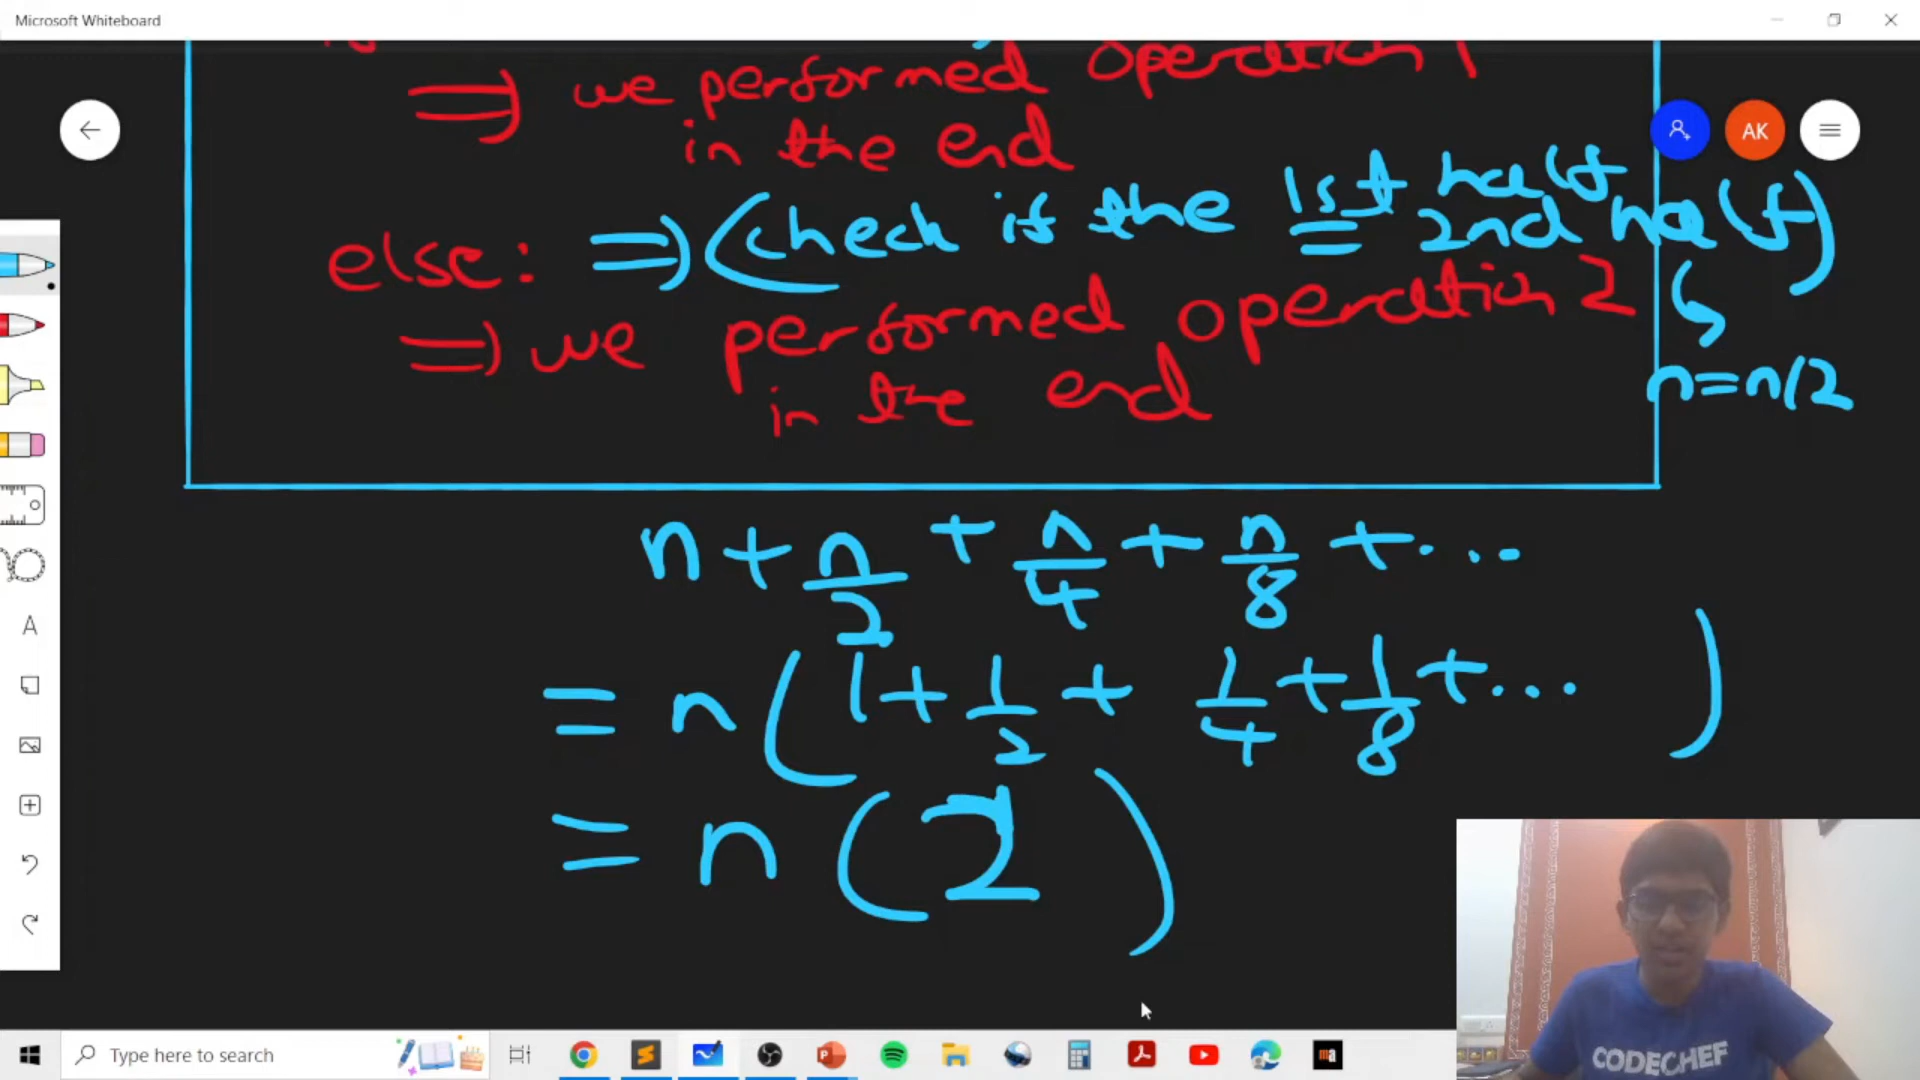 Microsoft Whiteboard
⇒ we performed operation 1
in the end
AK
else: ⇒ (check if the 1st half = 2nd half)
⇒ we performed operation 2
in the end
n=n/2
n + n/2 + n/4 + n/8 + ...
= n(1 + 1/2 + 1/4 + 1/8 + ... )
= n(2)
A
CODECHEF
Type here to search
ma